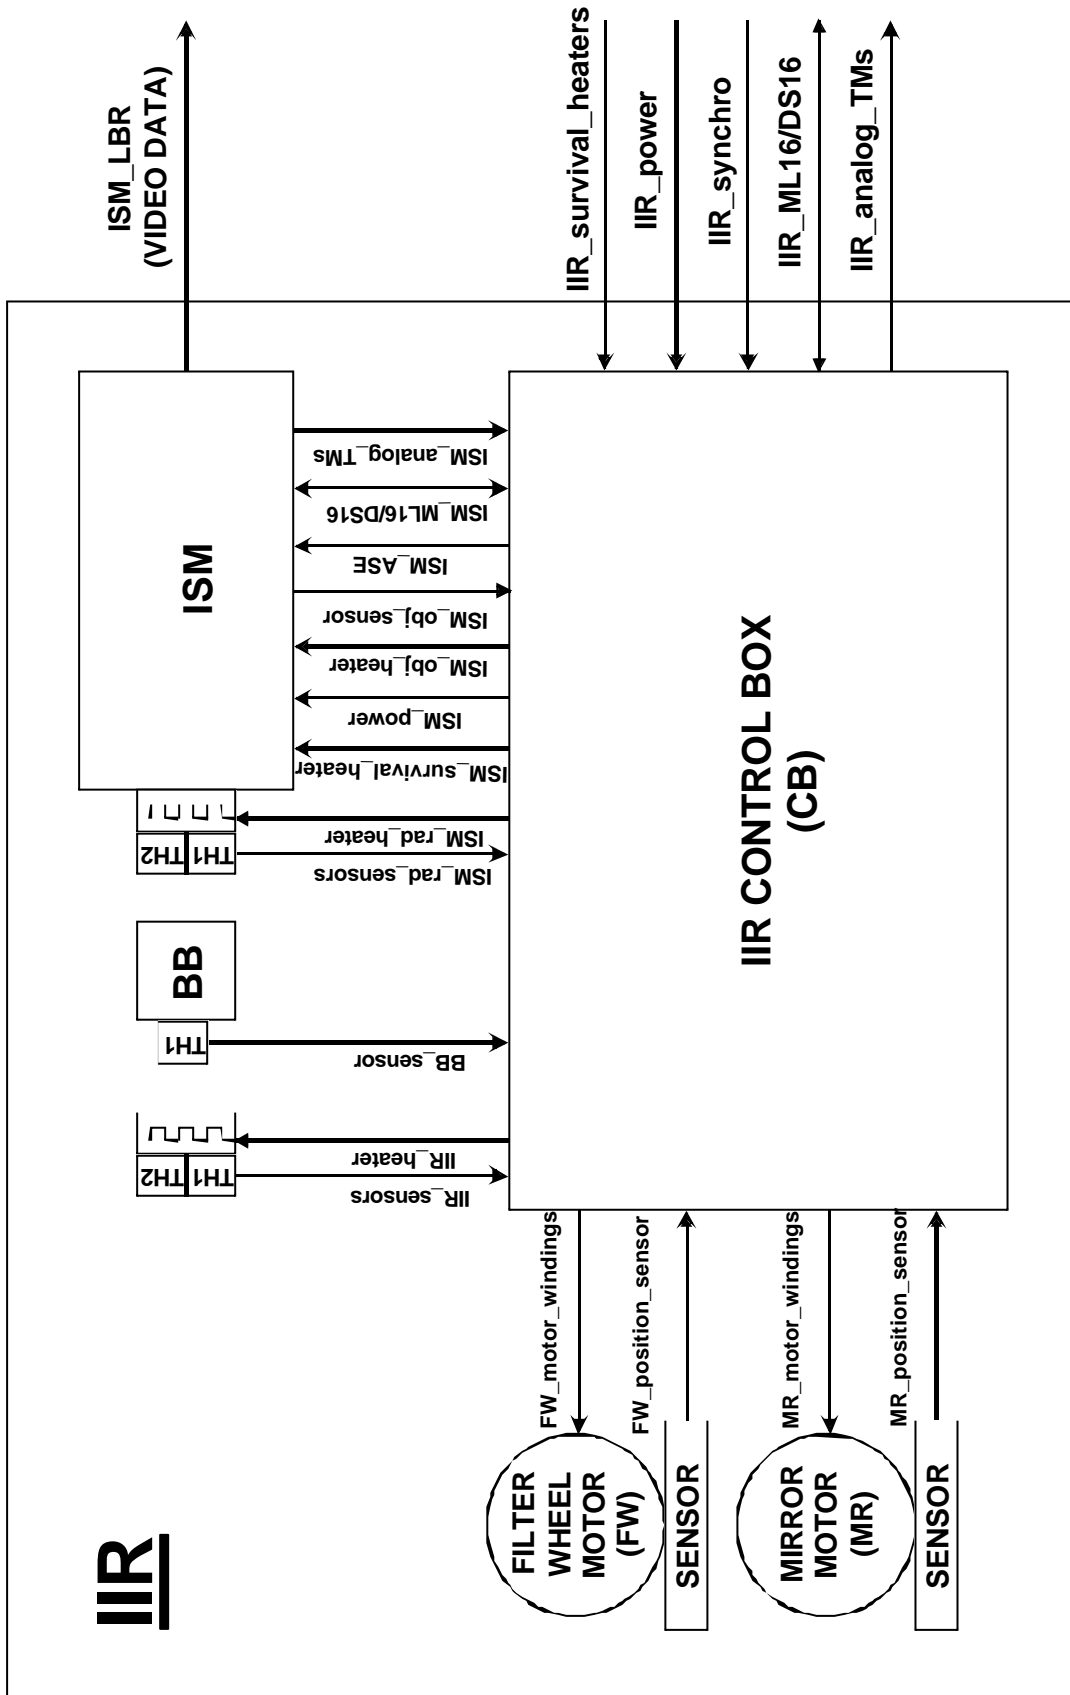 IIR
ISM_LBR
(VIDEO DATA)
IIR_survival_heaters
IIR_power
IIR_synchro
IIR_ML16/DS16
IIR_analog_TMs
ISM
ISM_analog_TMs
ISM_ML16/DS16
ISM_ASE
ISM_obj_sensor
ISM_obj_heater
ISM_power
ISM_survival_heater
ISM_rad_heater
ISM_rad_sensors
TH2
TH1
BB
TH1
BB_sensor
TH2
TH1
IIR_heater
IIR_sensors
IIR CONTROL BOX
(CB)
FW_motor_windings
FW_position_sensor
MR_motor_windings
MR_position_sensor
FILTER
WHEEL
MOTOR
(FW)
SENSOR
MIRROR
MOTOR
(MR)
SENSOR